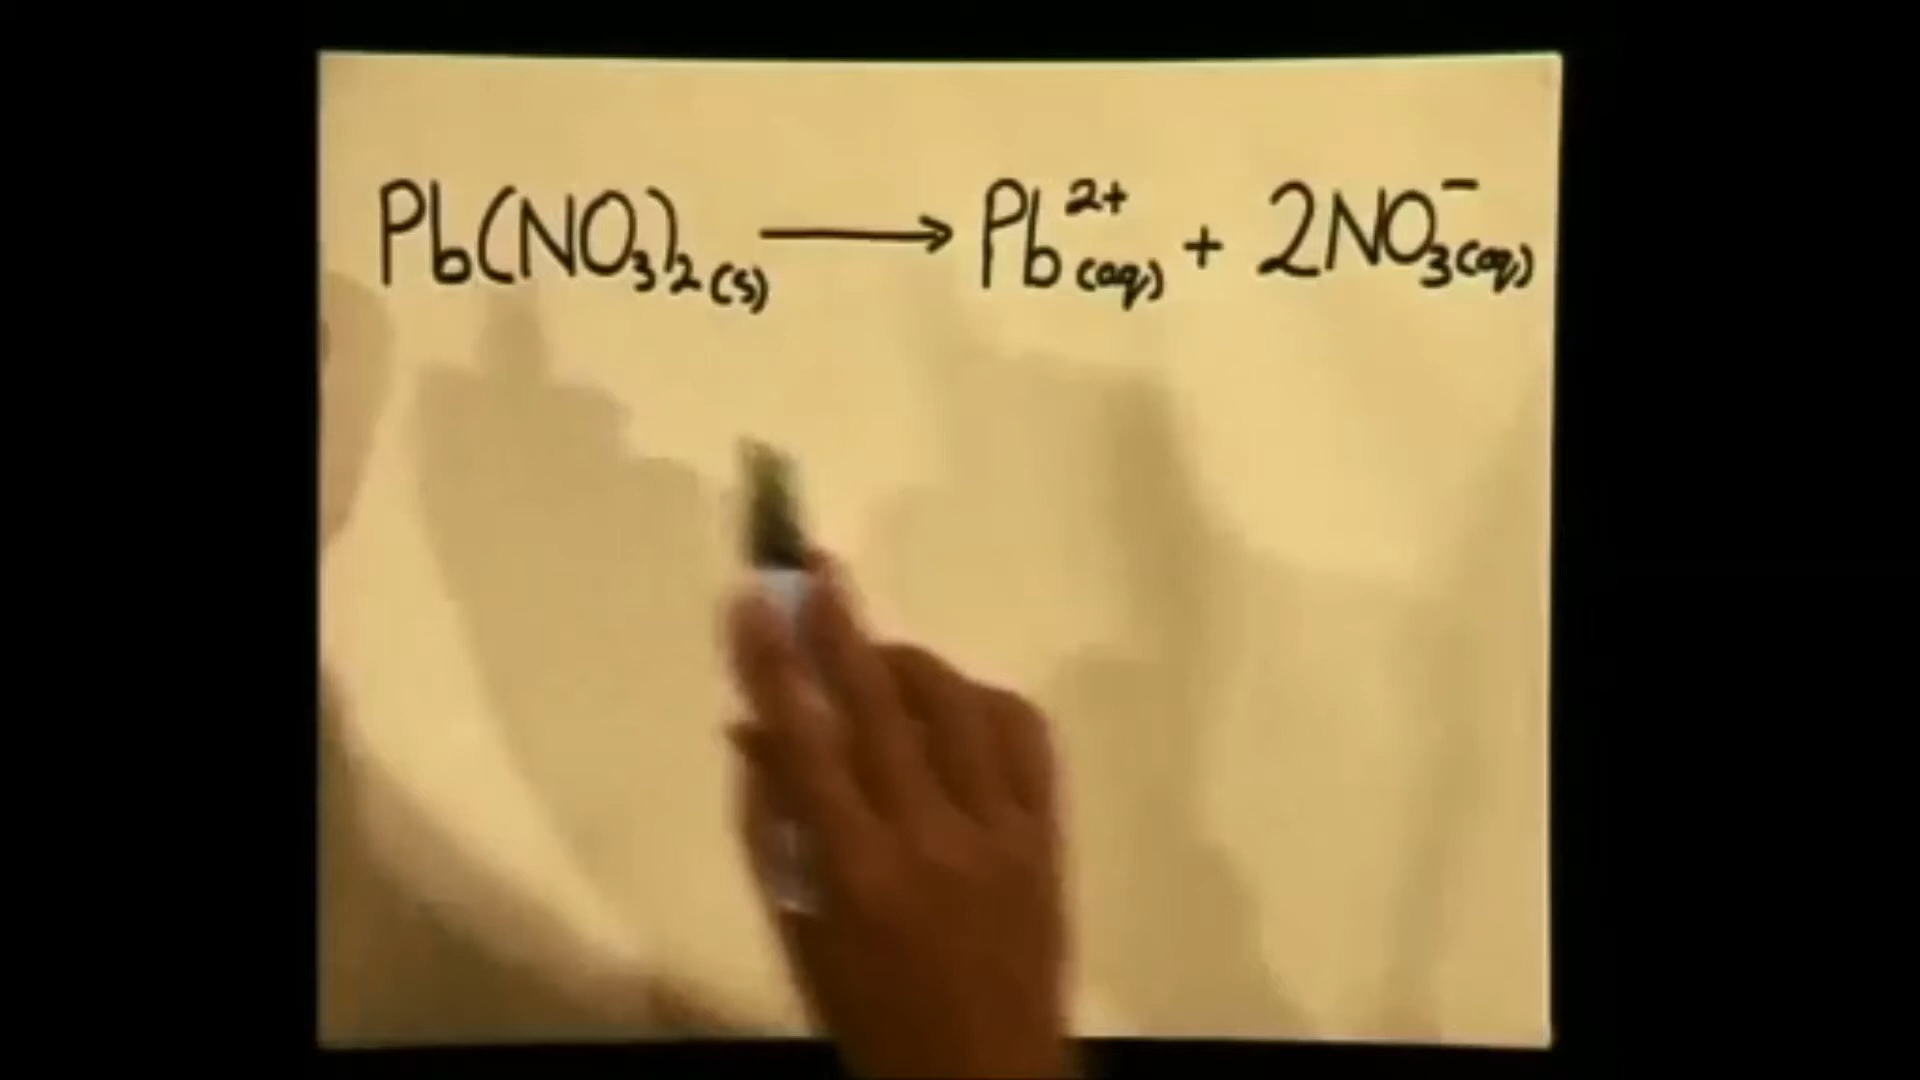 Pb(NO₃)₂(s) ⟶ Pb²⁺(aq) + 2NO₃⁻(aq)